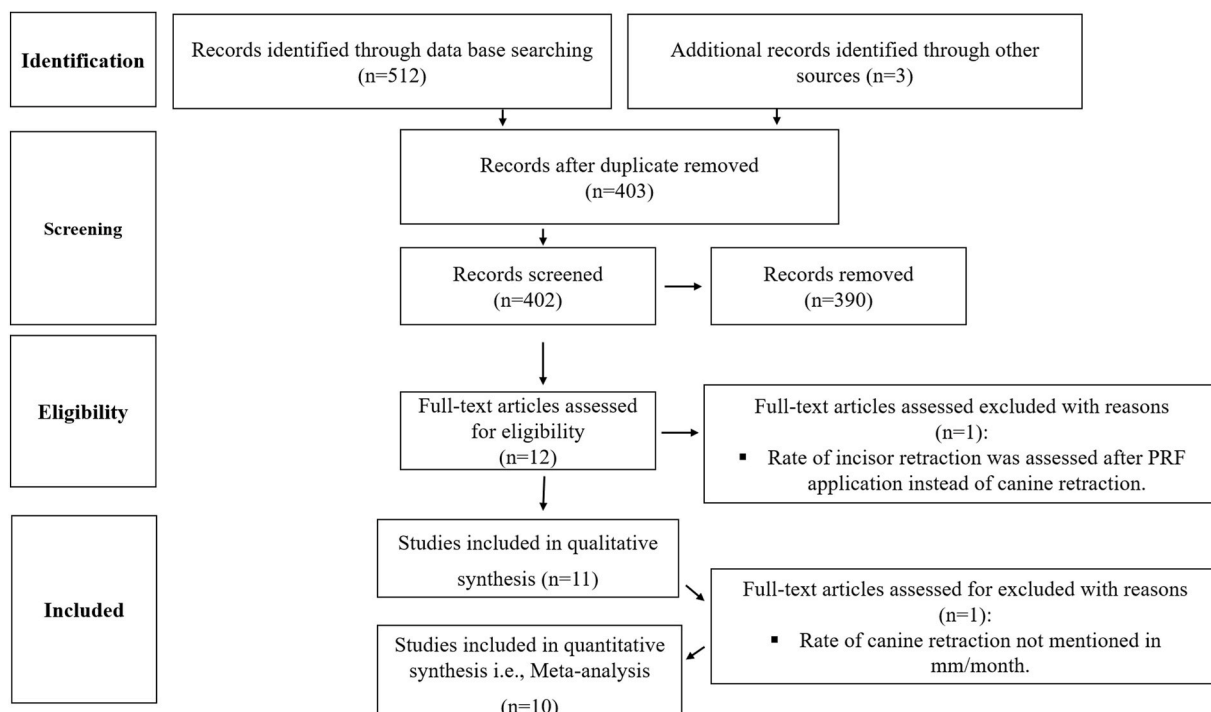 Identification
Records identified through data base searching
(n=512)
Additional records identified through other
sources (n=3)
Screening
Records after duplicate removed
(n=403)
Records screened
(n=402)
Records removed
(n=390)
Eligibility
Full-text articles assessed
for eligibility
(n=12)
Full-text articles assessed excluded with reasons
(n=1):
▪ Rate of incisor retraction was assessed after PRF
application instead of canine retraction.
Included
Studies included in qualitative
synthesis (n=11)
Full-text articles assessed for excluded with reasons
(n=1):
▪ Rate of canine retraction not mentioned in
mm/month.
Studies included in quantitative
synthesis i.e., Meta-analysis
(n=10)